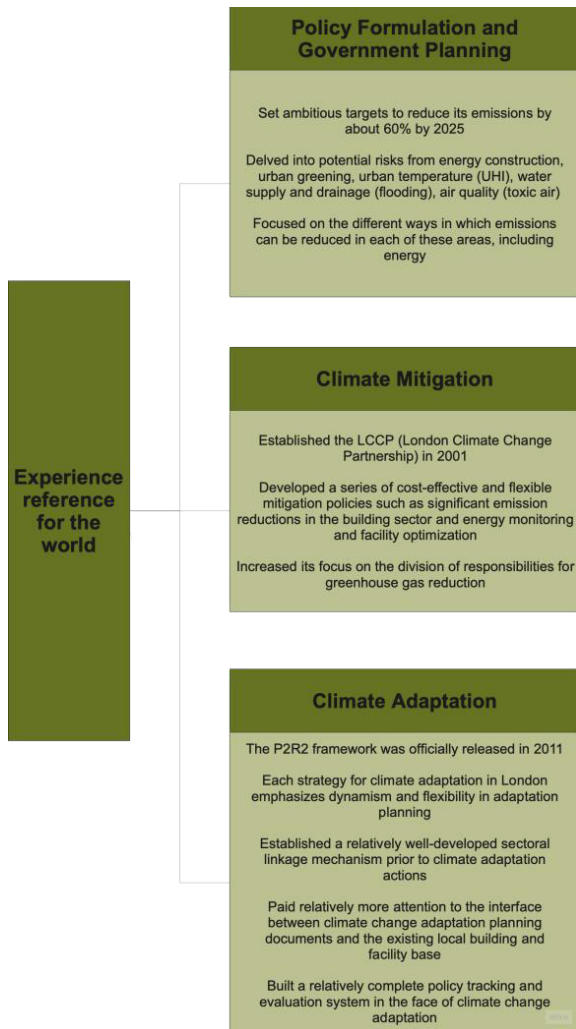 Policy Formulation and
Government Planning
Set ambitious targets to reduce its emissions by
about 60% by 2025
Delved into potential risks from energy construction,
urban greening, urban temperature (UHI), water
supply and drainage (flooding), air quality (toxic air)
Focused on the different ways in which emissions
can be reduced in each of these areas, including
energy
Experience
reference
for the
world
Climate Mitigation
Established the LCCP (London Climate Change
Partnership) in 2001
Developed a series of cost-effective and flexible
mitigation policies such as significant emission
reductions in the building sector and energy monitoring
and facility optimization
Increased its focus on the division of responsibilities for
greenhouse gas reduction
Climate Adaptation
The P2R2 framework was officially released in 2011
Each strategy for climate adaptation in London
emphasizes dynamism and flexibility in adaptation
planning
Established a relatively well-developed sectoral
linkage mechanism prior to climate adaptation
actions
Paid relatively more attention to the interface
between climate change adaptation planning
documents and the existing local building and
facility base
Built a relatively complete policy tracking and
evaluation system in the face of climate change
adaptation